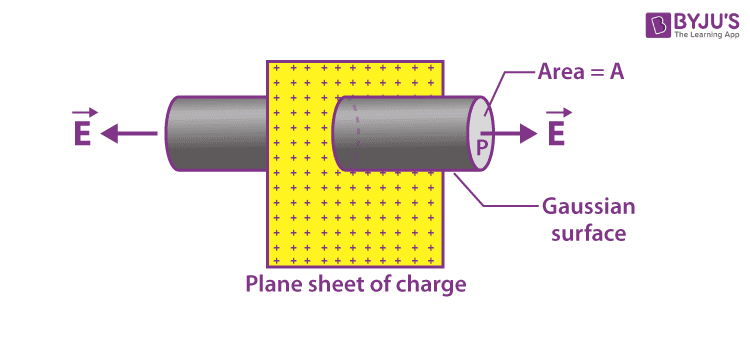 BYJU'S
The Learning App
Area = A
E
E
P
Gaussian
surface
Plane sheet of charge